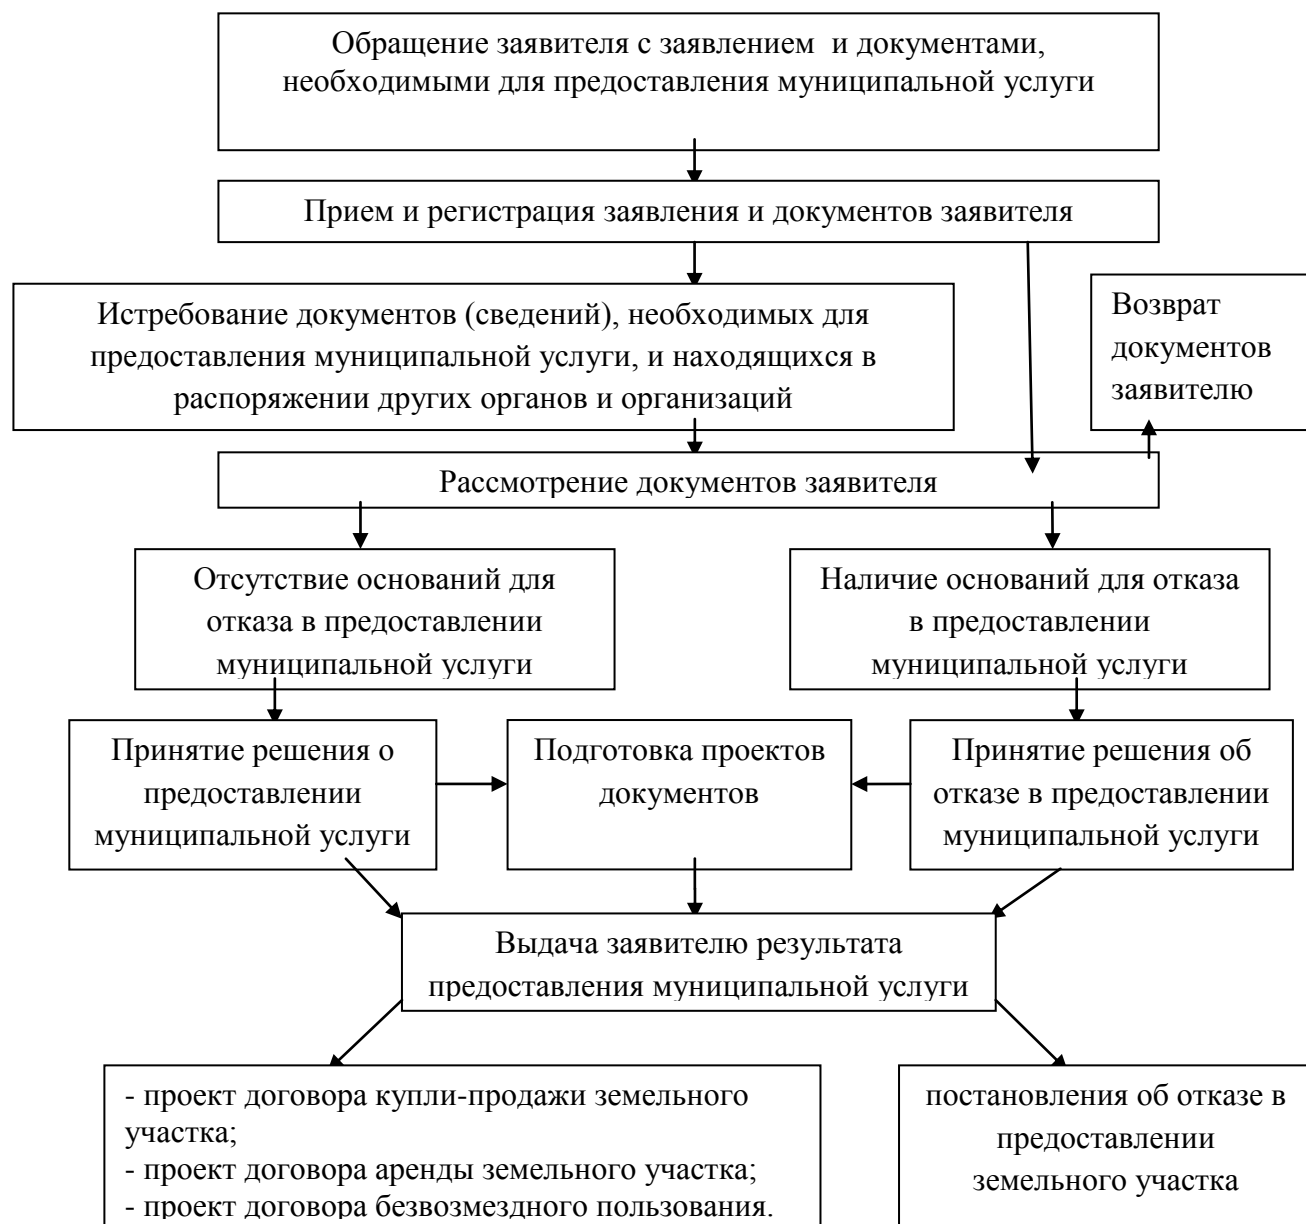 Обращение заявителя с заявлением и документами,
необходимыми для предоставления муниципальной услуги
Прием и регистрация заявления и документов заявителя
Истребование документов (сведений), необходимых для
предоставления муниципальной услуги, и находящихся в
распоряжении других органов и организаций
Возврат
документов
заявителю
Рассмотрение документов заявителя
Отсутствие оснований для
отказа в предоставлении
муниципальной услуги
Наличие оснований для отказа
в предоставлении
муниципальной услуги
Принятие решения о
предоставлении
муниципальной услуги
Подготовка проектов
документов
Принятие решения об
отказе в предоставлении
муниципальной услуги
Выдача заявителю результата
предоставления муниципальной услуги
- проект договора купли-продажи земельного
участка;
- проект договора аренды земельного участка;
- проект договора безвозмездного пользования.
постановления об отказе в
предоставлении
земельного участка